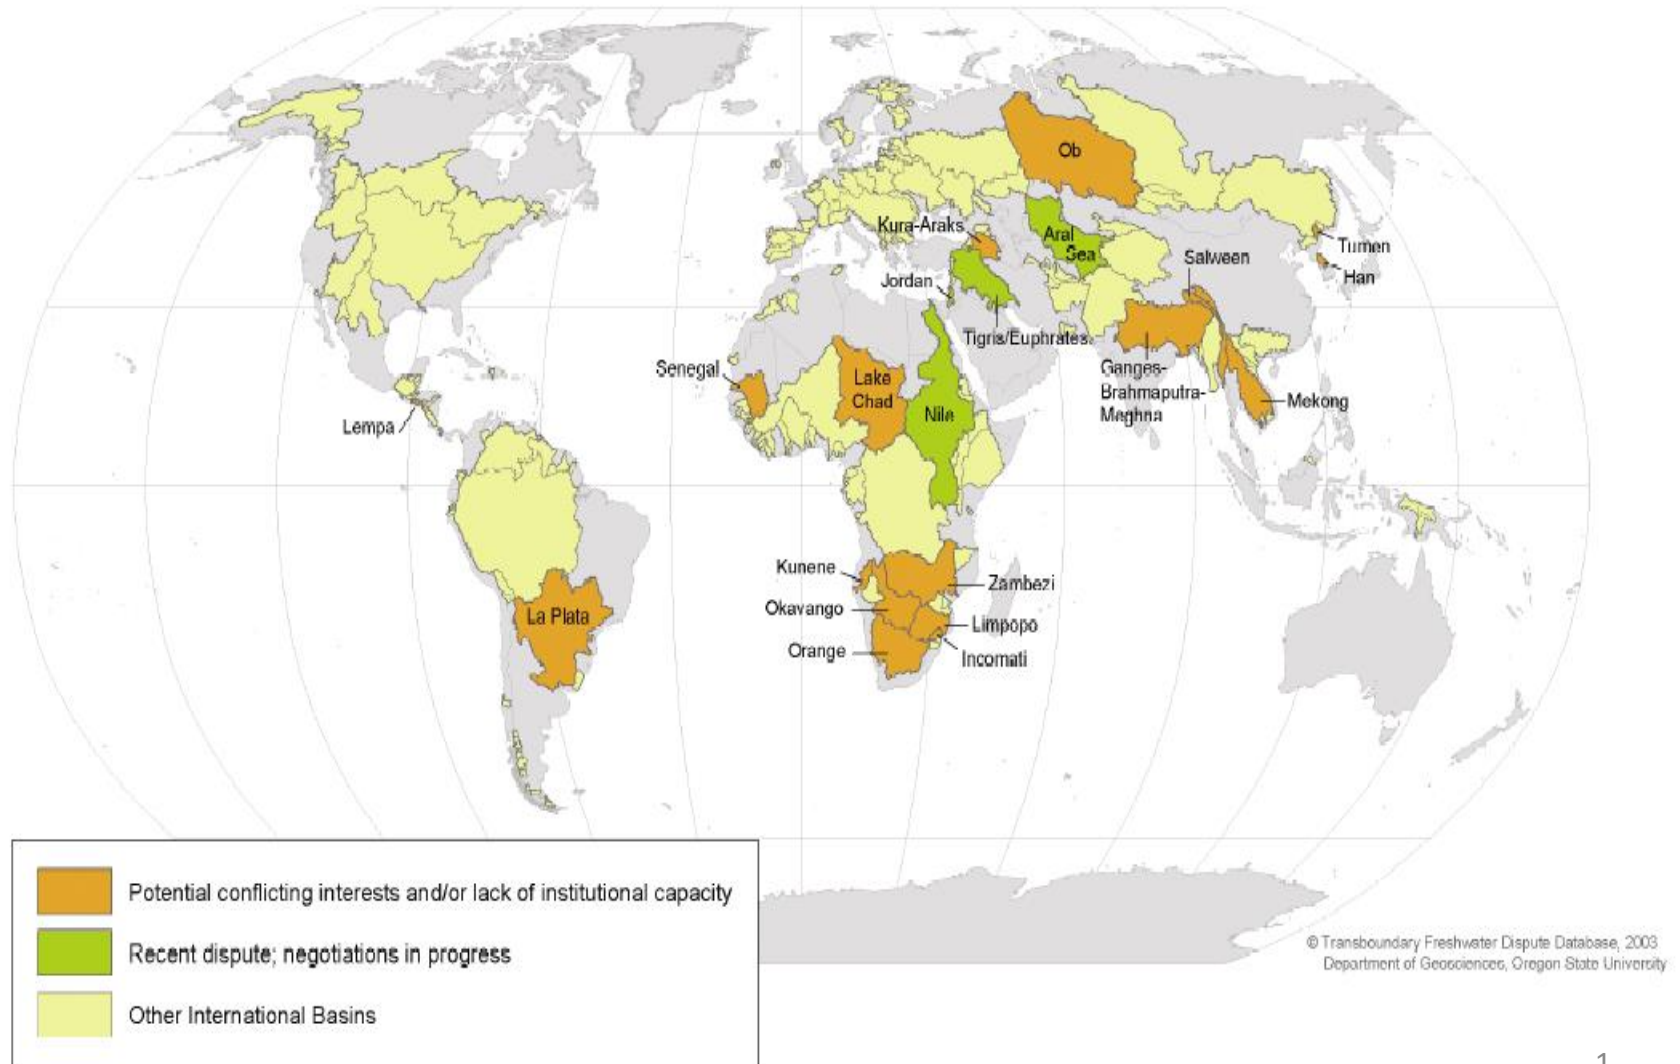 Ob
Kura-Araks
Aral
Sea
Tumen
Salween
Han
Jordan
Tigris/Euphrates
Senegal
Lake
Chad
Nile
Ganges-
Brahmaputra-
Meghna
Mekong
Lempa
Kunene
Zambezi
La Plata
Okavango
Limpopo
Orange
Incomati
Potential conflicting interests and/or lack of institutional capacity
Recent dispute; negotiations in progress
Other International Basins
© Transboundary Freshwater Dispute Database, 2003
Department of Geosciences, Oregon State University
1